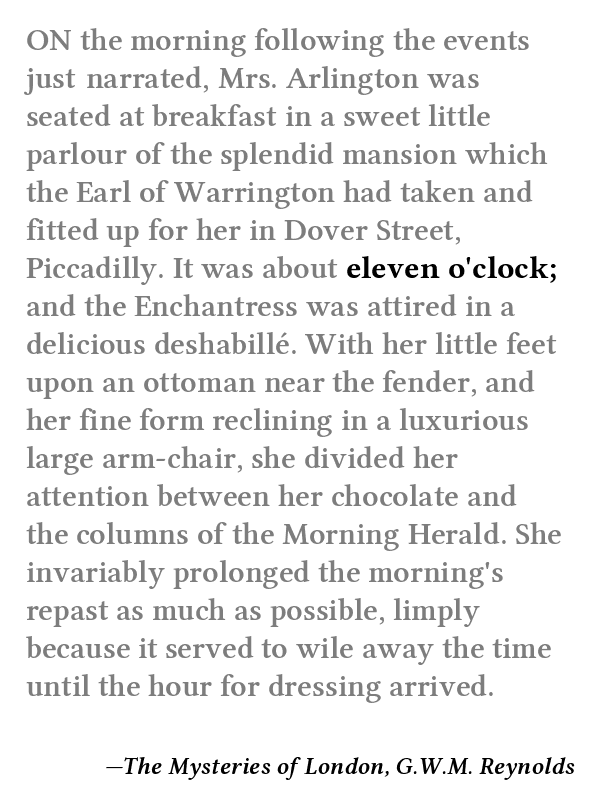 ON the morning following the events
just narrated, Mrs. Arlington was
seated at breakfast in a sweet little
parlour of the splendid mansion which
the Earl of Warrington had taken and
fitted up for her in Dover Street,
Piccadilly. It was about eleven o'clock;
and the Enchantress was attired in a
delicious deshabillé. With her little feet
upon an ottoman near the fender, and
her fine form reclining in a luxurious
large arm-chair, she divided her
attention between her chocolate and
the columns of the Morning Herald. She
invariably prolonged the morning's
repast as much as possible, limply
because it served to wile away the time
until the hour for dressing arrived.
—The Mysteries of London, G.W.M. Reynolds